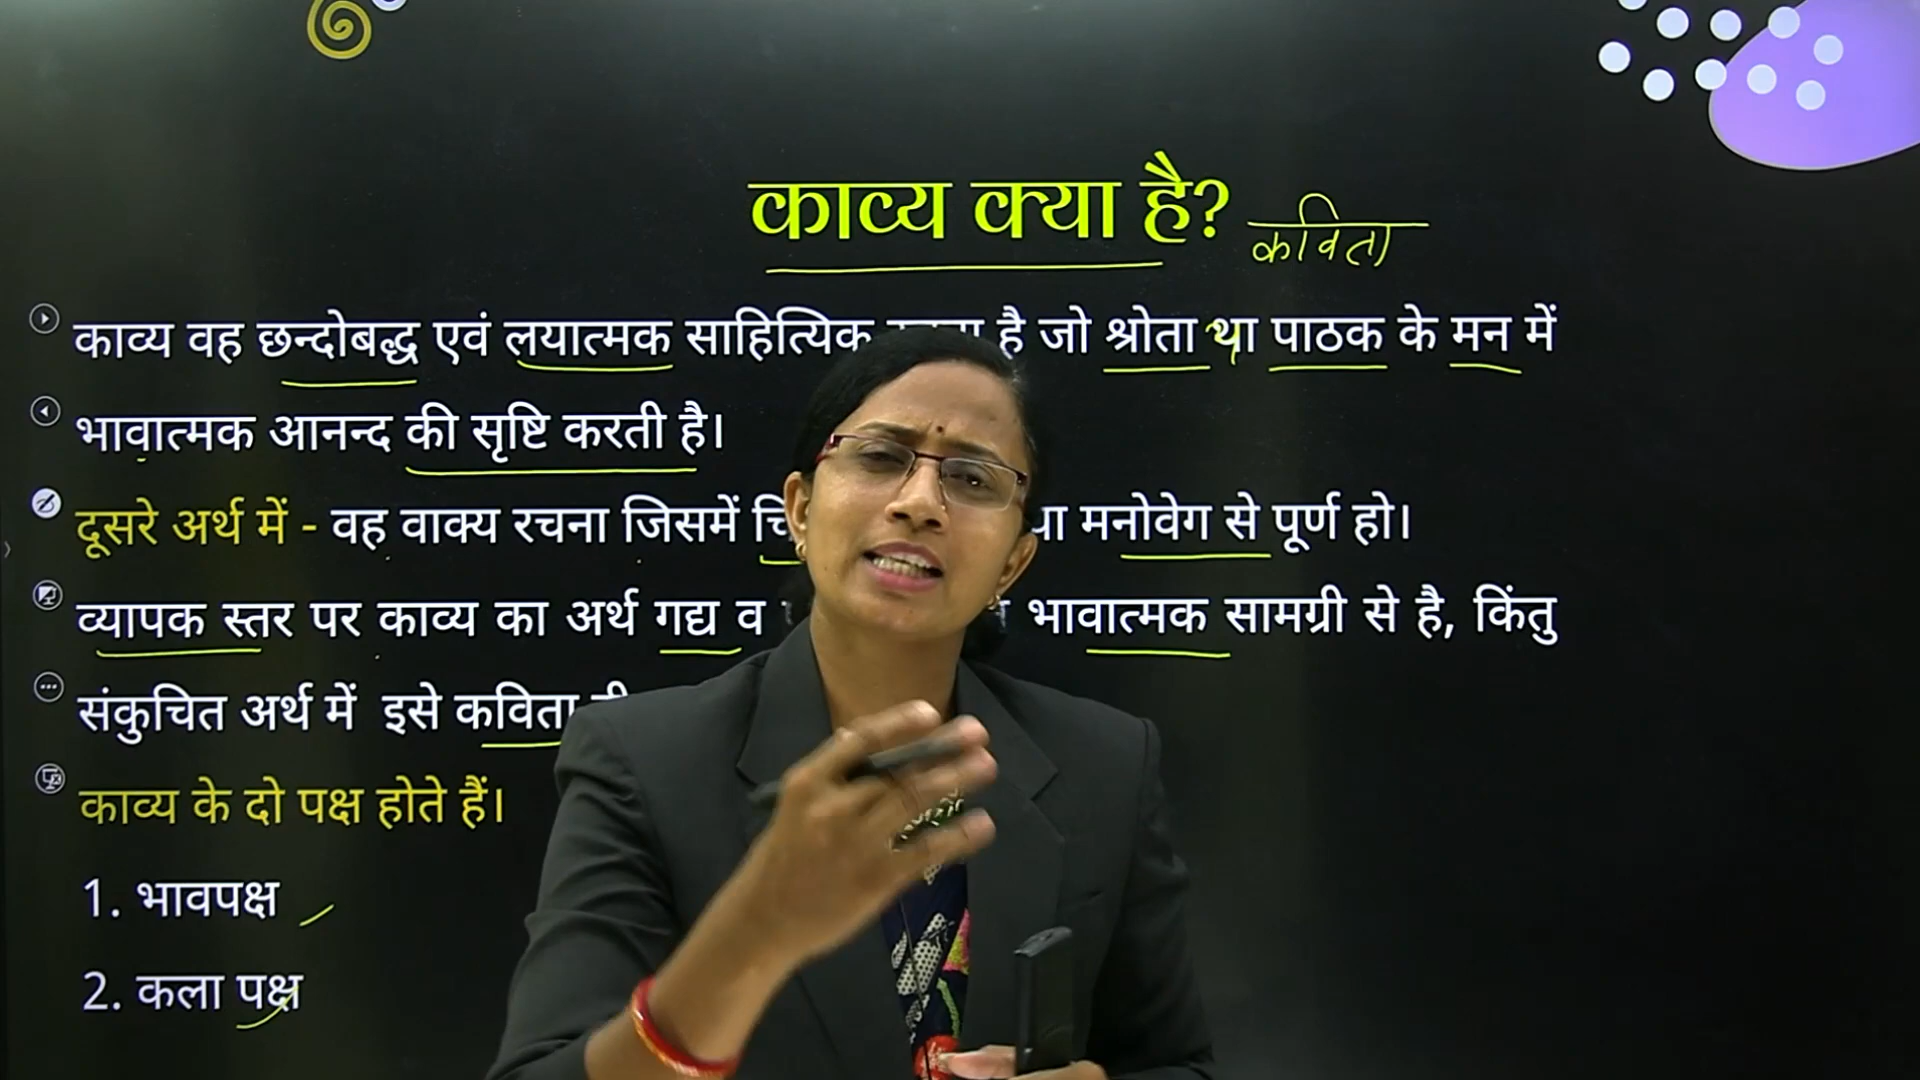 काव्य क्या है? कविता
काव्य वह छन्दोबद्ध एवं लयात्मक साहित्यिक है जो श्रोता था पाठक के मन में
भावात्मक आनन्द की सृष्टि करती है।
दूसरे अर्थ में - वह वाक्य रचना जिसमें मनोवेग से पूर्ण हो।
व्यापक स्तर पर काव्य का अर्थ गद्य व भावात्मक सामग्री से है, किंतु
संकुचित अर्थ में इसे कविता
काव्य के दो पक्ष होते हैं।
1. भावपक्ष
2. कला पक्ष